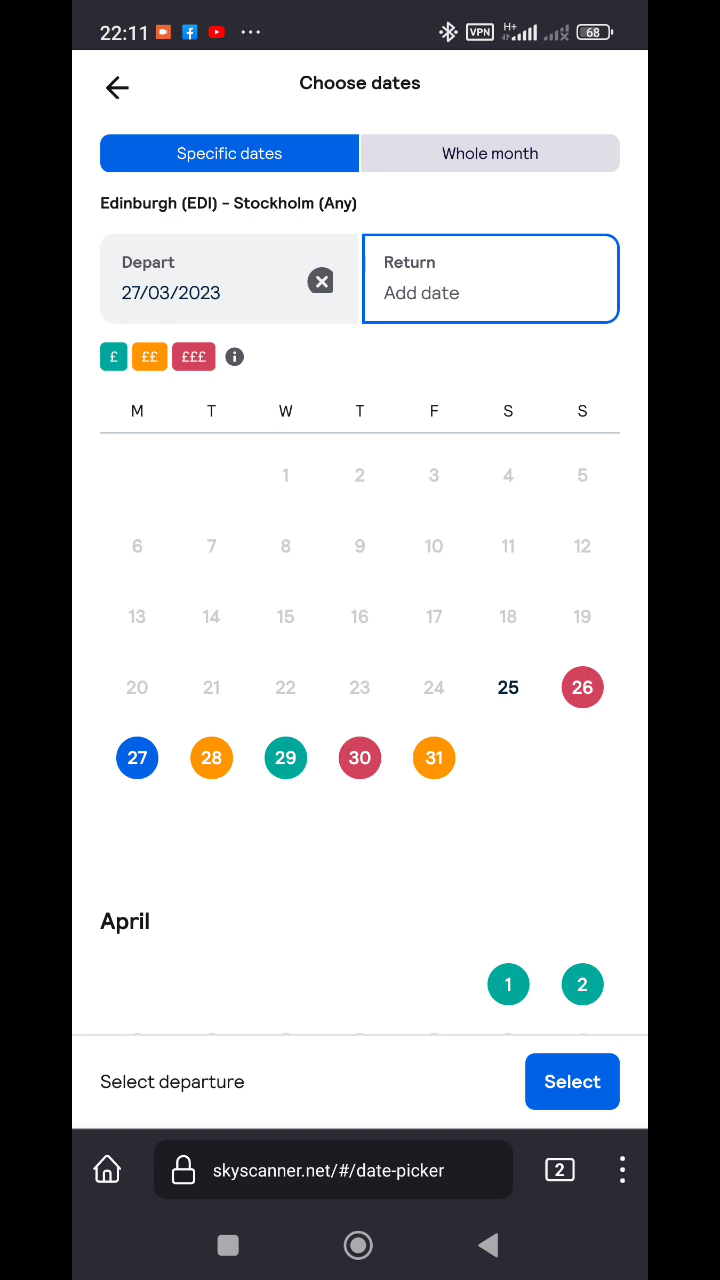 22:11 ... VPN H+ 68
Choose dates
Specific dates Whole month
Edinburgh (EDI) – Stockholm (Any)
Depart Return
27/03/2023 Add date
£ ££ £££ i
M T W T F S S
1 2 3 4 5
6 7 8 9 10 11 12
13 14 15 16 17 18 19
20 21 22 23 24 25 26
27 28 29 30 31
April
1 2
Select departure Select
skyscanner.net/#/date-picker 2